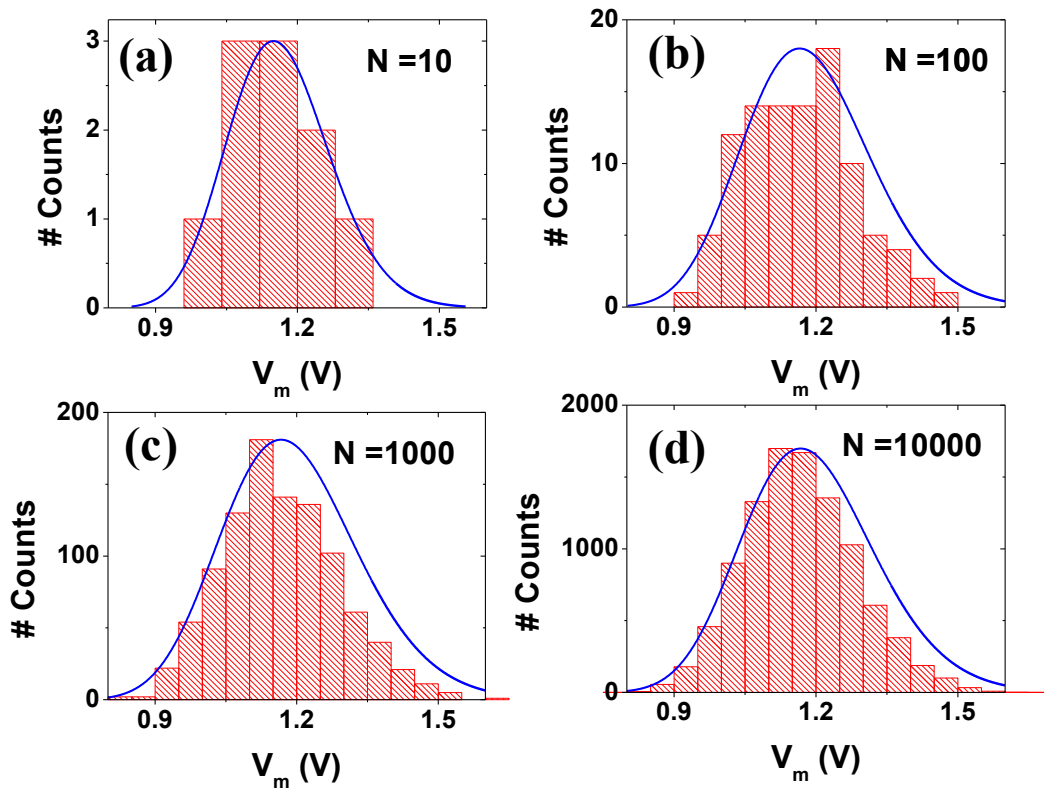 (a)
N =10
# Counts
3
2
1
0
0.9
1.2
1.5
V_m (V)
(b)
N =100
# Counts
20
10
0
0.9
1.2
1.5
V_m (V)
(c)
N =1000
# Counts
200
100
0
0.9
1.2
1.5
V_m (V)
(d)
N =10000
# Counts
2000
1000
0
0.9
1.2
1.5
V_m (V)